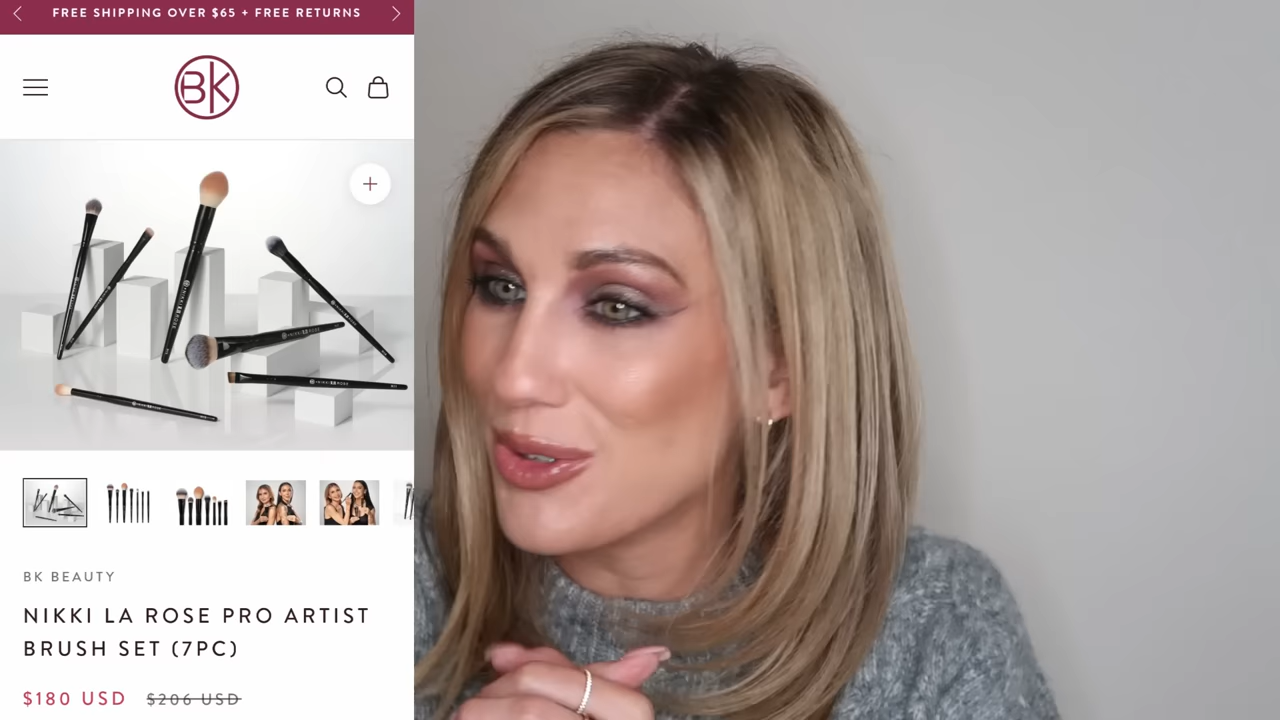 FREE SHIPPING OVER $65 + FREE RETURNS
BK
BK BEAUTY
NIKKI LA ROSE PRO ARTIST
BRUSH SET (7PC)
$180 USD $206 USD